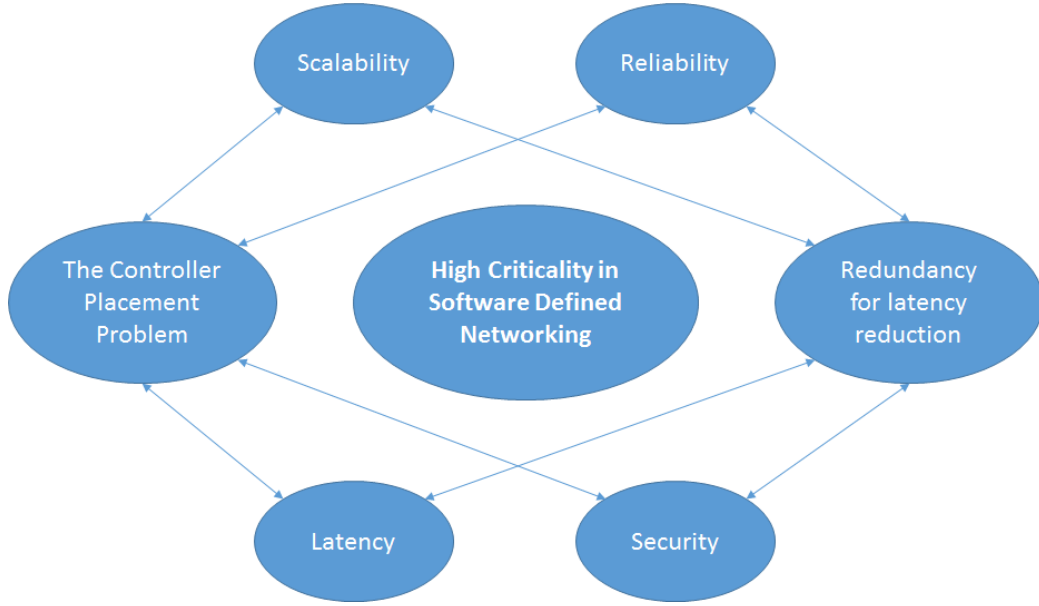 Scalability
Reliability
The Controller
Placement
Problem
High Criticality in
Software Defined
Networking
Redundancy
for latency
reduction
Latency
Security